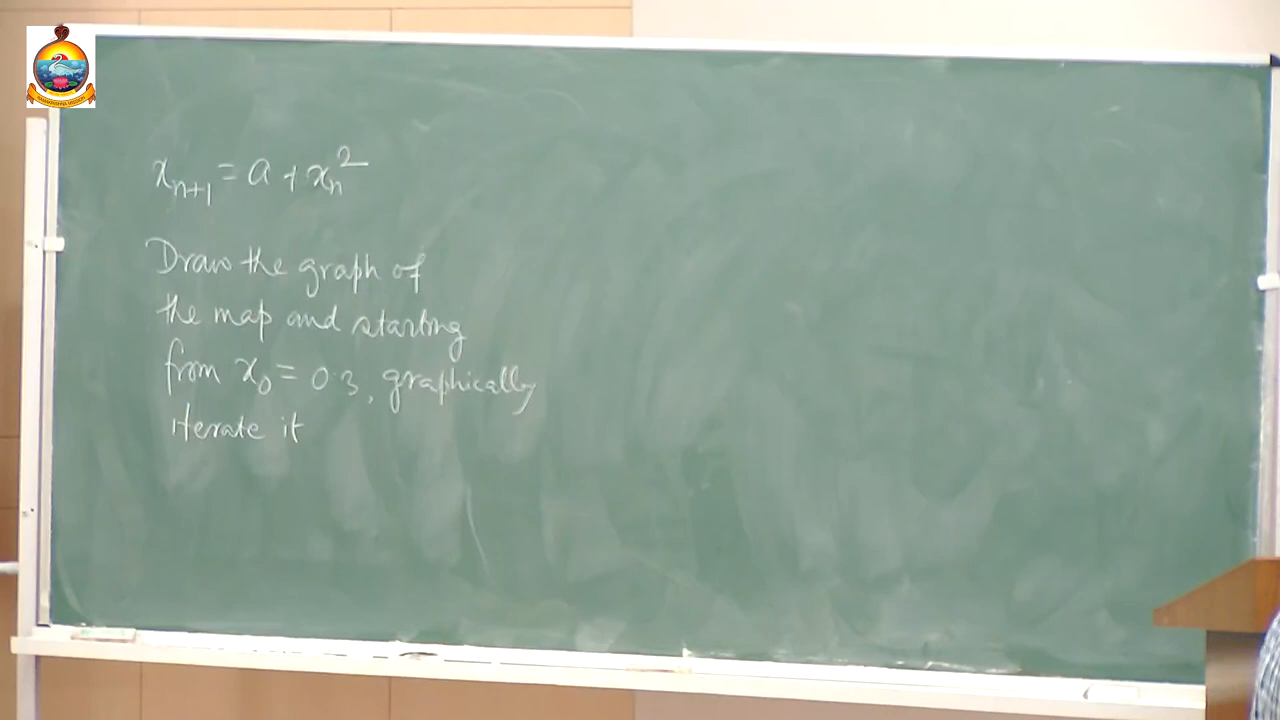 xₙ₊₁ = a + xₙ²
Draw the graph of
the map and starting
from x₀ = 0.3, graphically
iterate it